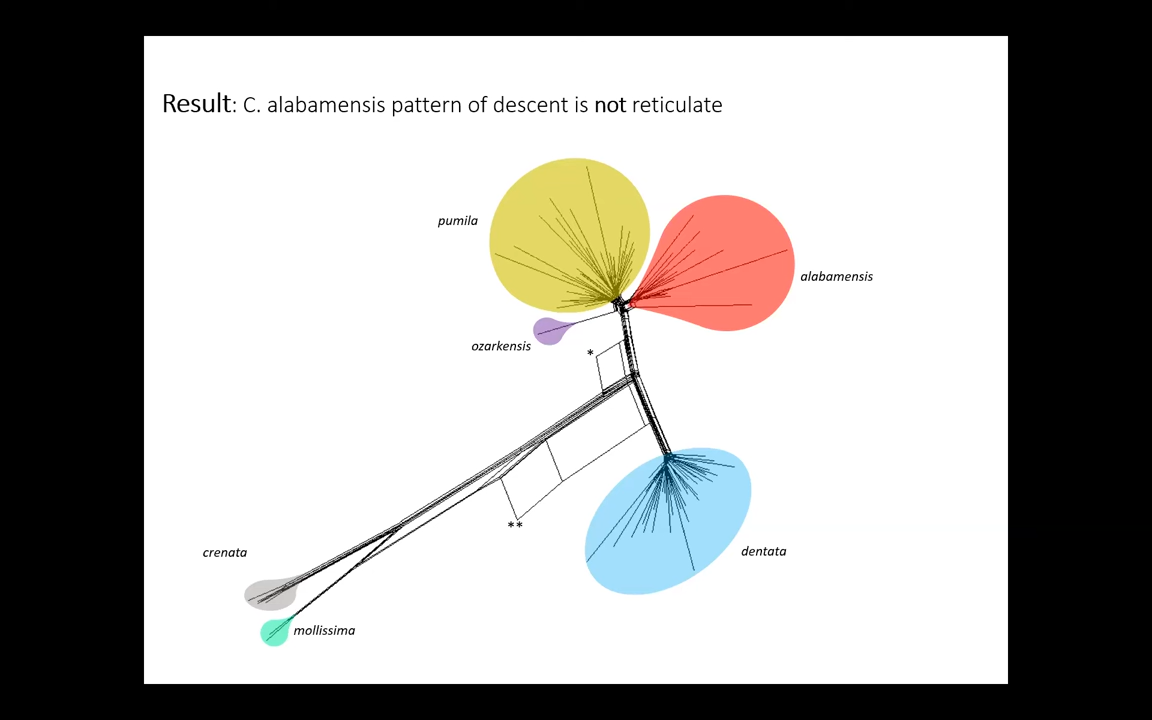 Result: C. alabamensis pattern of descent is not reticulate
pumila
alabamensis
ozarkensis
*
**
crenata
dentata
mollissima